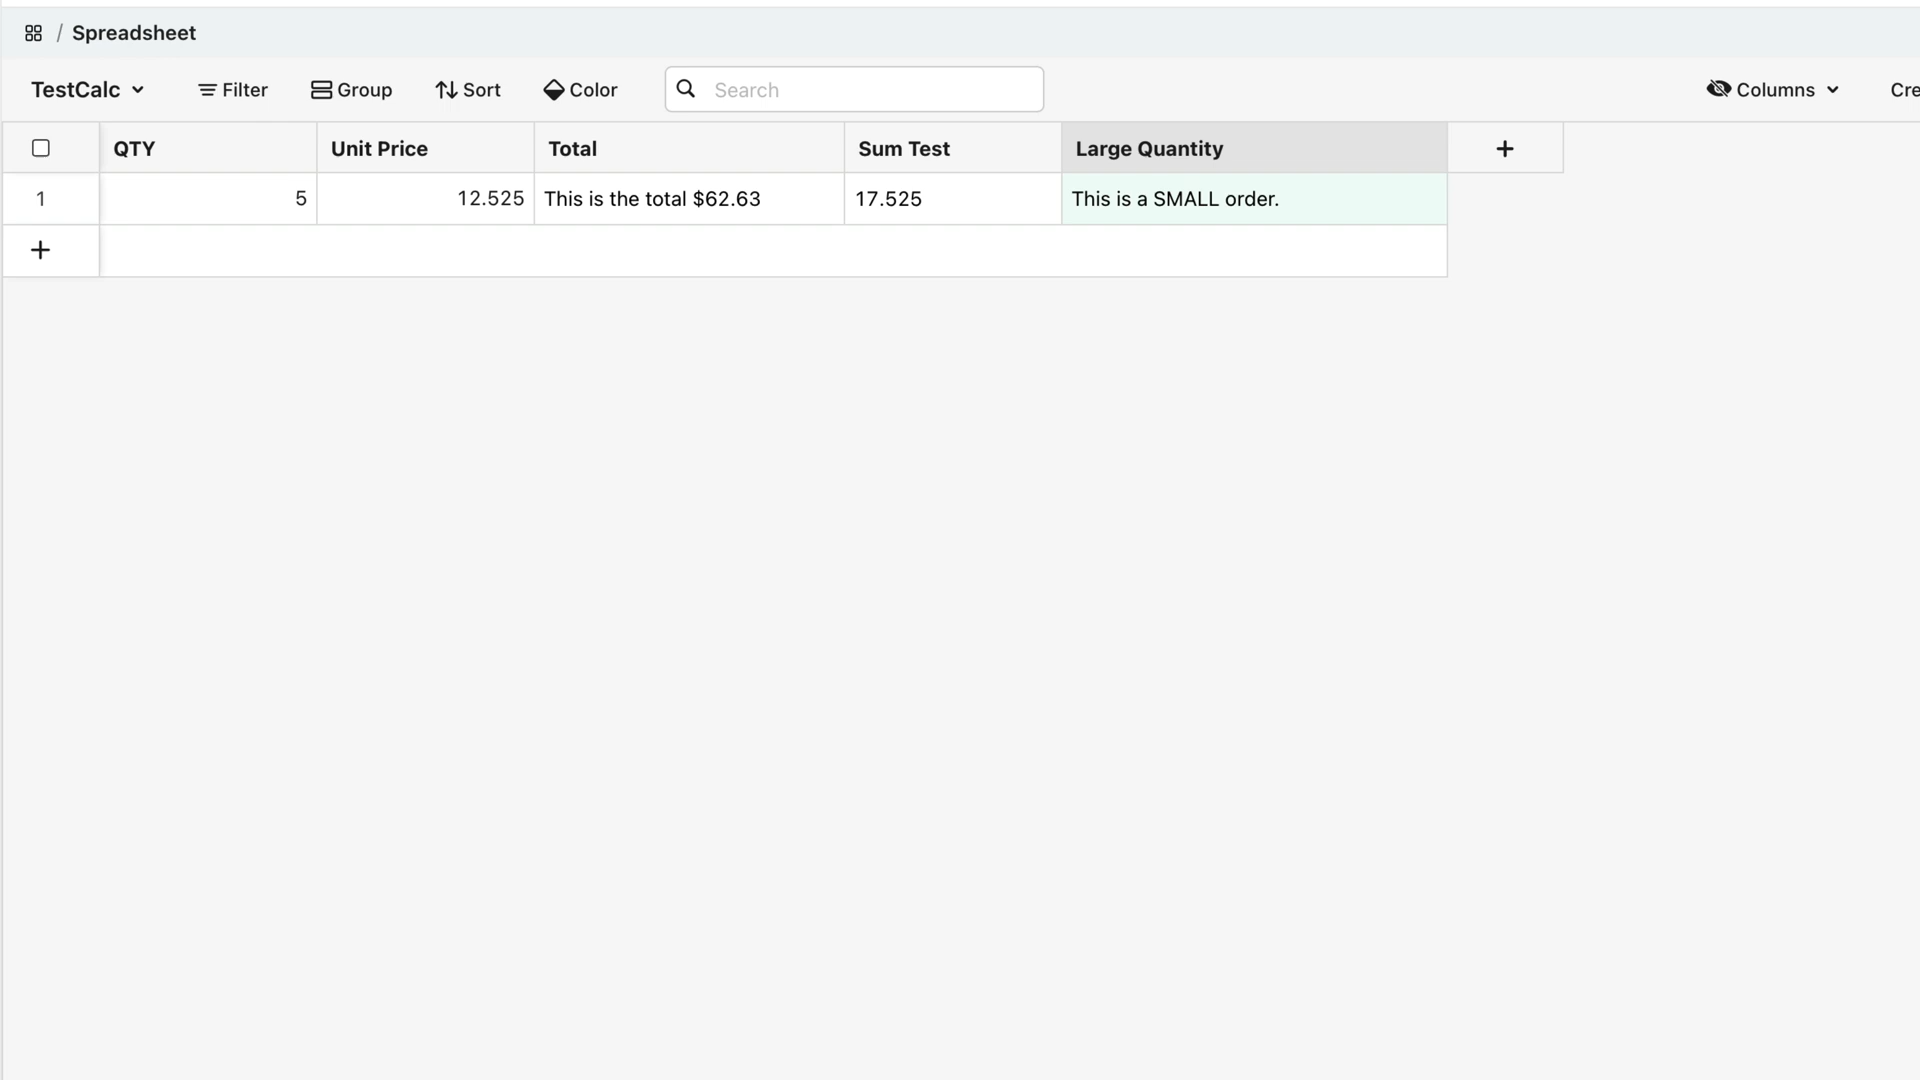 / Spreadsheet
TestCalc Filter Group Sort Color Search Columns Cre
QTY Unit Price Total Sum Test Large Quantity +
1 5 12.525 This is the total $62.63 17.525 This is a SMALL order.
+